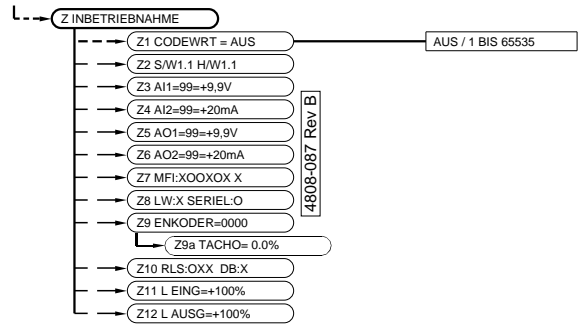 Z INBETRIEBNAHME
Z1 CODEWRT = AUS
AUS / 1 BIS 65535
Z2 S/W1.1 H/W1.1
Z3 AI1=99=+9,9V
Z4 AI2=99=+20mA
Z5 AO1=99=+9,9V
Z6 AO2=99=+20mA
Z7 MFI:XOOXOX X
Z8 LW:X SERIEL:O
4808-087 Rev B
Z9 ENKODER=0000
Z9a TACHO= 0.0%
Z10 RLS:OXX DB:X
Z11 L EING=+100%
Z12 L AUSG=+100%